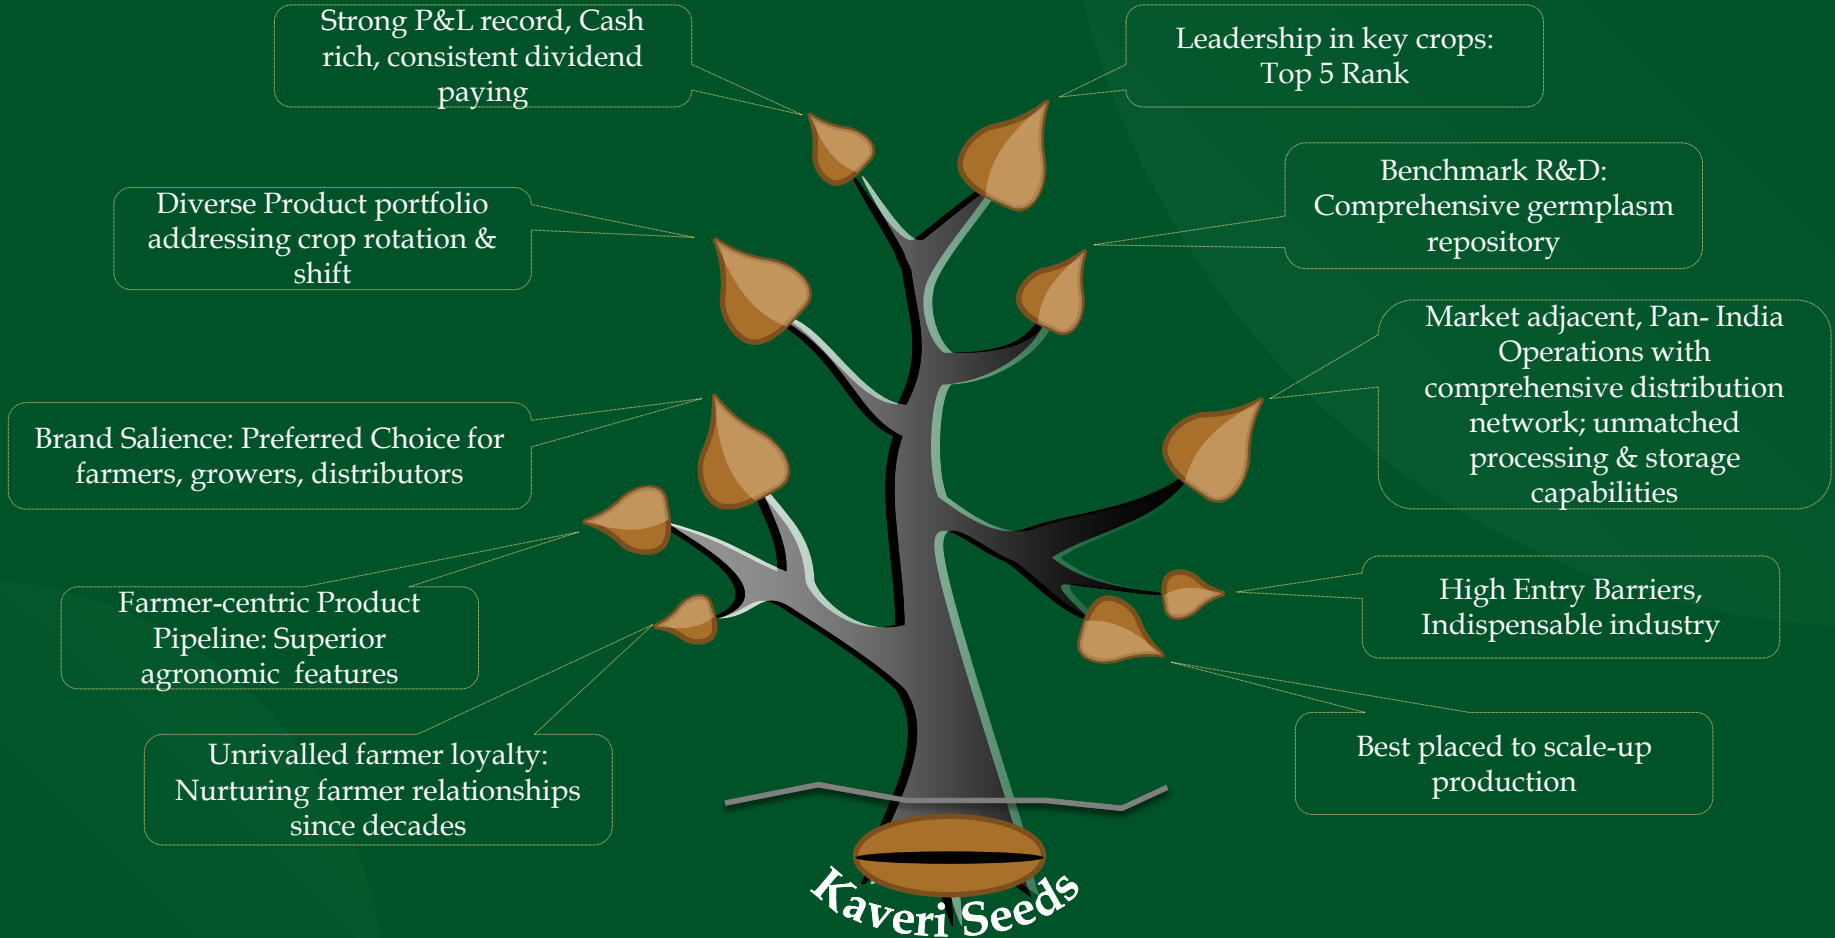 Strong P&L record, Cash
rich, consistent dividend
paying
Leadership in key crops:
Top 5 Rank
Diverse Product portfolio
addressing crop rotation &
shift
Benchmark R&D:
Comprehensive germplasm
repository
Brand Salience: Preferred Choice for
farmers, growers, distributors
Market adjacent, Pan- India
Operations with
comprehensive distribution
network; unmatched
processing & storage
capabilities
Farmer-centric Product
Pipeline: Superior
agronomic  features
High Entry Barriers,
Indispensable industry
Unrivalled farmer loyalty:
Nurturing farmer relationships
since decades
Best placed to scale-up
production
Kaveri Seeds